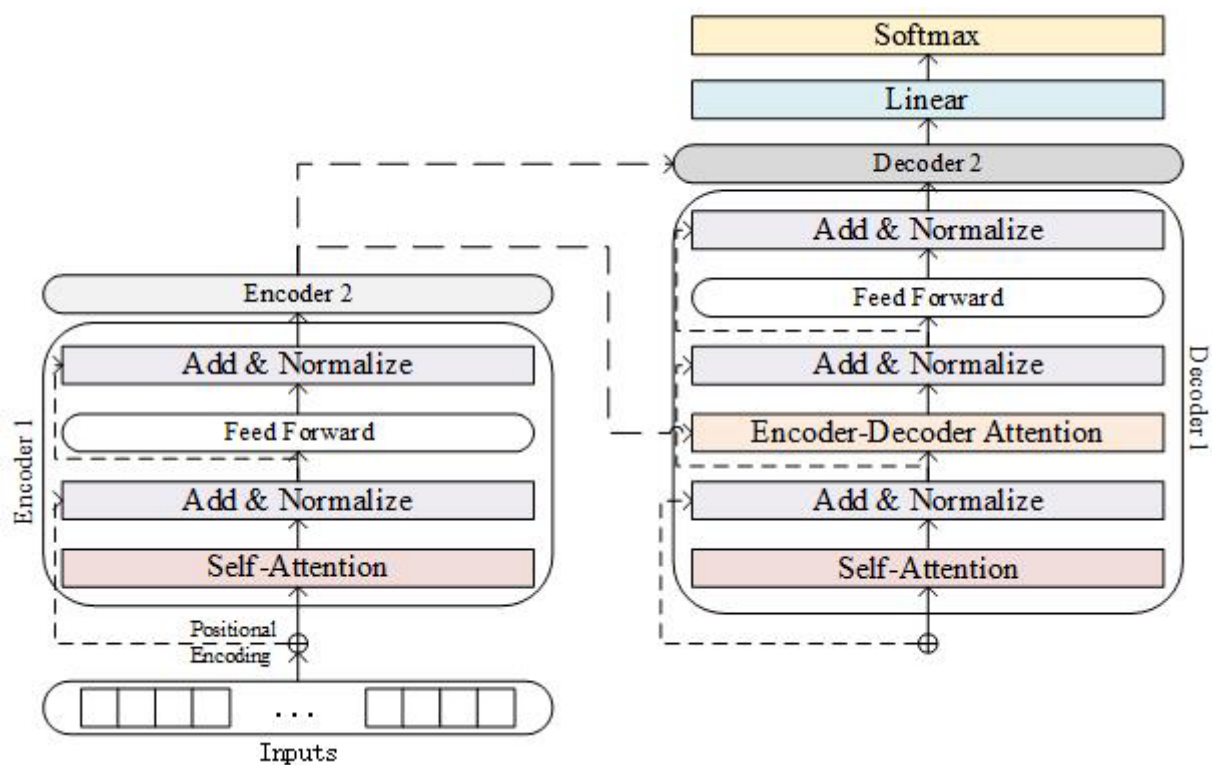 Softmax
Linear
Decoder 2
Add & Normalize
Feed Forward
Add & Normalize
Encoder-Decoder Attention
Add & Normalize
Self-Attention
Decoder 1
Encoder 2
Add & Normalize
Feed Forward
Add & Normalize
Self-Attention
Encoder 1
Positional
Encoding
...
Inputs